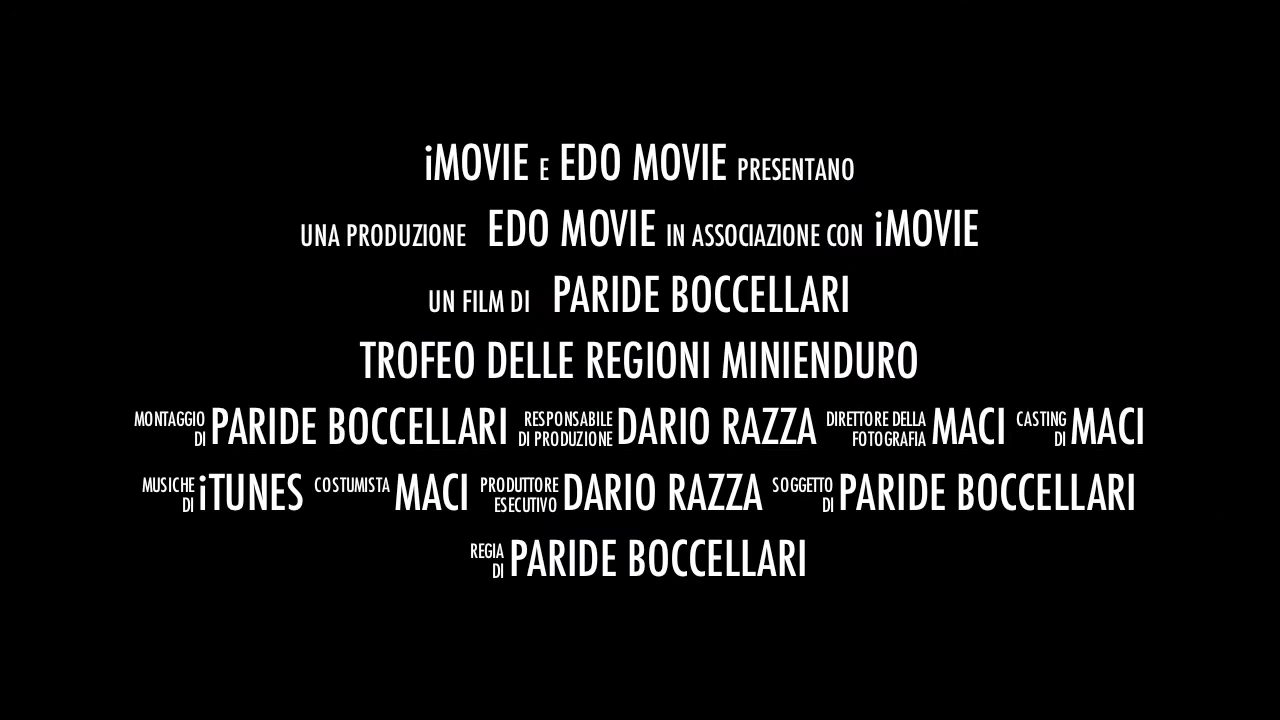 iMOVIE E EDO MOVIE PRESENTANO
UNA PRODUZIONE EDO MOVIE IN ASSOCIAZIONE CON iMOVIE
UN FILM DI PARIDE BOCCELLARI
TROFEO DELLE REGIONI MINIENDURO
MONTAGGIO DI PARIDE BOCCELLARI RESPONSABILE DI PRODUZIONE DARIO RAZZA DIRETTORE DELLA FOTOGRAFIA MACI CASTING DI MACI
MUSICHE DI iTUNES COSTUMISTA MACI PRODUTTORE ESECUTIVO DARIO RAZZA SOGGETTO DI PARIDE BOCCELLARI
REGIA DI PARIDE BOCCELLARI